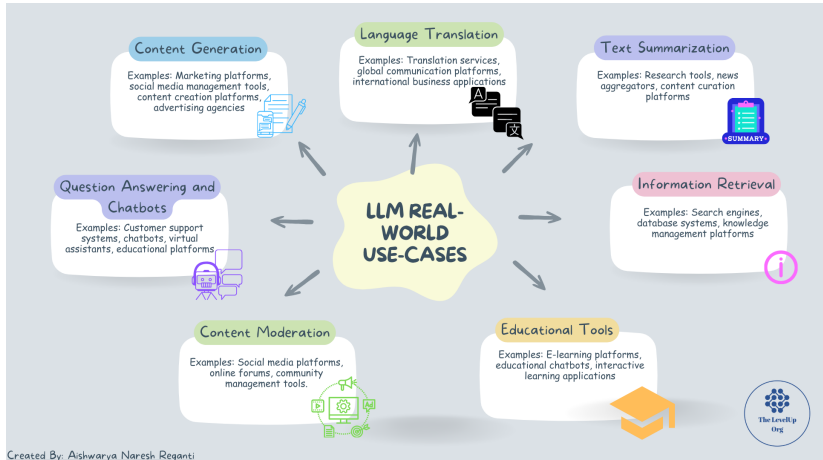 Content Generation
Examples: Marketing platforms,
social media management tools,
content creation platforms,
advertising agencies
Language Translation
Examples: Translation services,
global communication platforms,
international business applications
A
文
Text Summarization
Examples: Research tools, news
aggregators, content curation
platforms
SUMMARY
Question Answering and
Chatbots
Examples: Customer support
systems, chatbots, virtual
assistants, educational platforms
LLM REAL-
WORLD
USE-CASES
Information Retrieval
Examples: Search engines,
database systems, knowledge
management platforms
i
Content Moderation
Examples: Social media platforms,
online forums, community
management tools.
Ad
Educational Tools
Examples: E-learning platforms,
educational chatbots, interactive
learning applications
The LevelUp
Org
Created By: Aishwarya Naresh Reganti